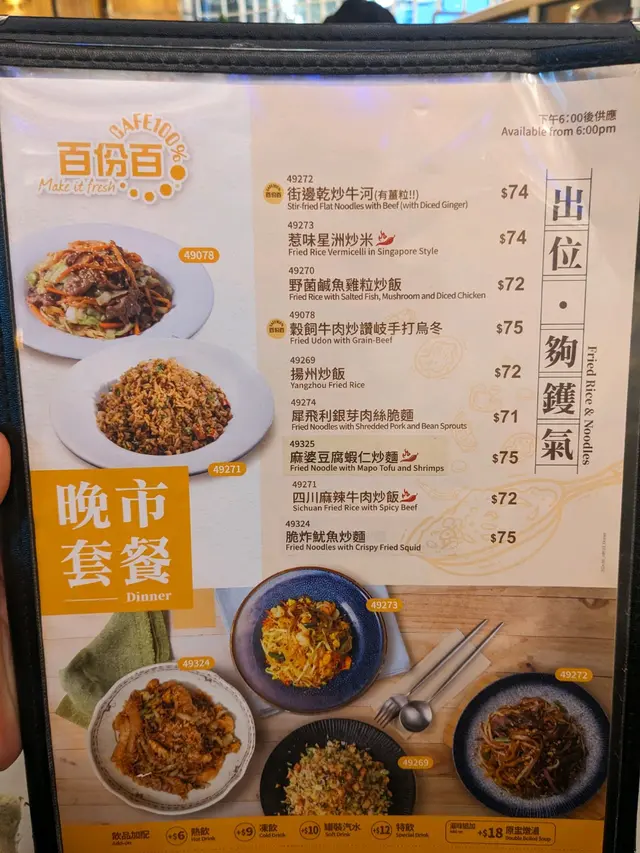 CAFE100%
百份百
Make it fresh
下午6:00後供應
Available from 6:00pm
出位·夠鑊氣
Fried Rice & Noodles
49272
街邊乾炒牛河(有薑粒!!) $74
Stir-fried Flat Noodles with Beef (with Diced Ginger)
49273
惹味星洲炒米 $74
Fried Rice Vermicelli in Singapore Style
49270
野菌鹹魚雞粒炒飯 $72
Fried Rice with Salted Fish, Mushroom and Diced Chicken
49078
穀飼牛肉炒讚岐手打烏冬 $75
Fried Udon with Grain-Beef
49269
揚州炒飯 $72
Yangzhou Fried Rice
49274
犀飛利銀芽肉絲脆麵 $71
Fried Noodles with Shredded Pork and Bean Sprouts
49325
麻婆豆腐蝦仁炒麵 $75
Fried Noodle with Mapo Tofu and Shrimps
49271
四川麻辣牛肉炒飯 $72
Sichuan Fried Rice with Spicy Beef
49324
脆炸魷魚炒麵 $75
Fried Noodles with Crispy Fried Squid
49078
49271
晚市
套餐
Dinner
49273
49324
49272
49269
飲品加配 +$6 熱飲 +$9 凍飲 +$10 罐裝汽水 +$12 特飲 +$18 原盅燉湯
Add-on Hot Drink Cold Drink Soft Drink Special Drink Add-on Double Boiled Soup